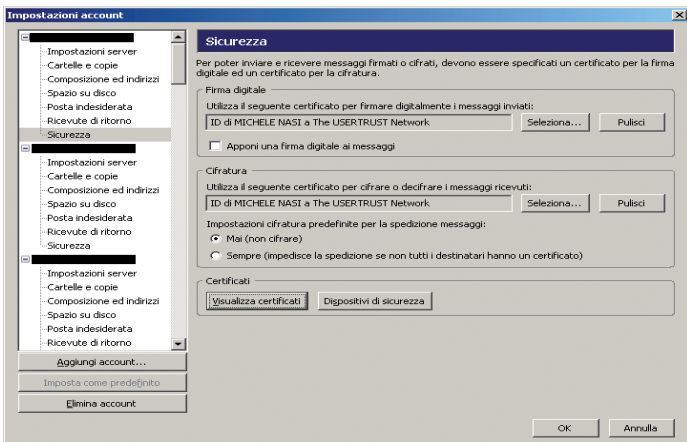 Impostazioni account
Impostazioni server
Cartelle e copie
Composizione ed indirizzi
Spazio su disco
Posta indesiderata
Ricevute di ritorno
Sicurezza
Impostazioni server
Cartelle e copie
Composizione ed indirizzi
Spazio su disco
Posta indesiderata
Ricevute di ritorno
Sicurezza
Impostazioni server
Cartelle e copie
Composizione ed indirizzi
Spazio su disco
Posta indesiderata
Ricevute di ritorno
Aggiungi account...
Imposta come predefinito
Elimina account
Sicurezza
Per poter inviare e ricevere messaggi firmati o cifrati, devono essere specificati un certificato per la firma
digitale ed un certificato per la cifratura.
Firma digitale
Utilizza il seguente certificato per firmare digitalmente i messaggi inviati:
ID di MICHELE NASI a The USERTRUST Network Seleziona... Pulisci
Apponi una firma digitale ai messaggi
Cifratura
Utilizza il seguente certificato per cifrare o decifrare i messaggi ricevuti:
ID di MICHELE NASI a The USERTRUST Network Seleziona... Pulisci
Impostazioni cifratura predefinite per la spedizione messaggi:
Mai (non cifrare)
Sempre (impedisce la spedizione se non tutti i destinatari hanno un certificato)
Certificati
Visualizza certificati Dispositivi di sicurezza
OK Annulla